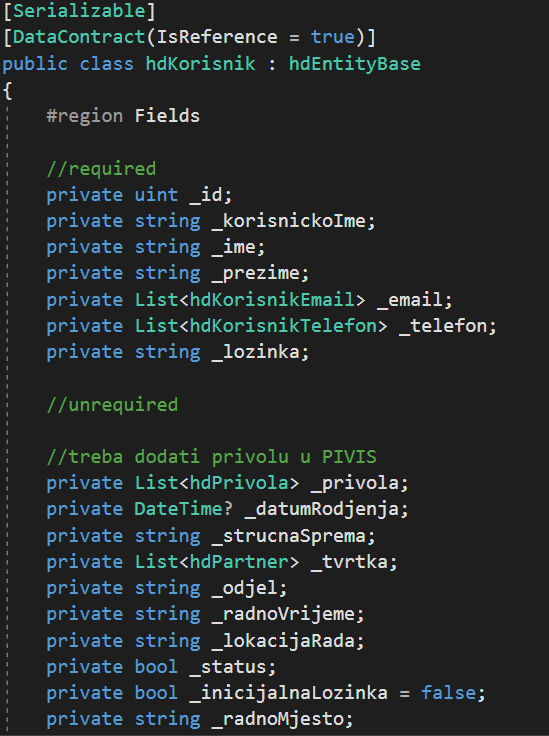 [Serializable]
[DataContract(IsReference = true)]
public class hdKorisnik : hdEntityBase
{
#region Fields
//required
private uint _id;
private string _korisnickoIme;
private string _ime;
private string _prezime;
private List<hdKorisnikEmail> _email;
private List<hdKorisnikTelefon> _telefon;
private string _lozinka;
//unrequired
//treba dodati privolu u PIVIS
private List<hdPrivola> _privola;
private DateTime? _datumRodjenja;
private string _strucnaSprema;
private List<hdPartner> _tvrtka;
private string _odjel;
private string _radnoVrijeme;
private string _lokacijaRada;
private bool _status;
private bool _inicijalnaLozinka = false;
private string _radnoMjesto;